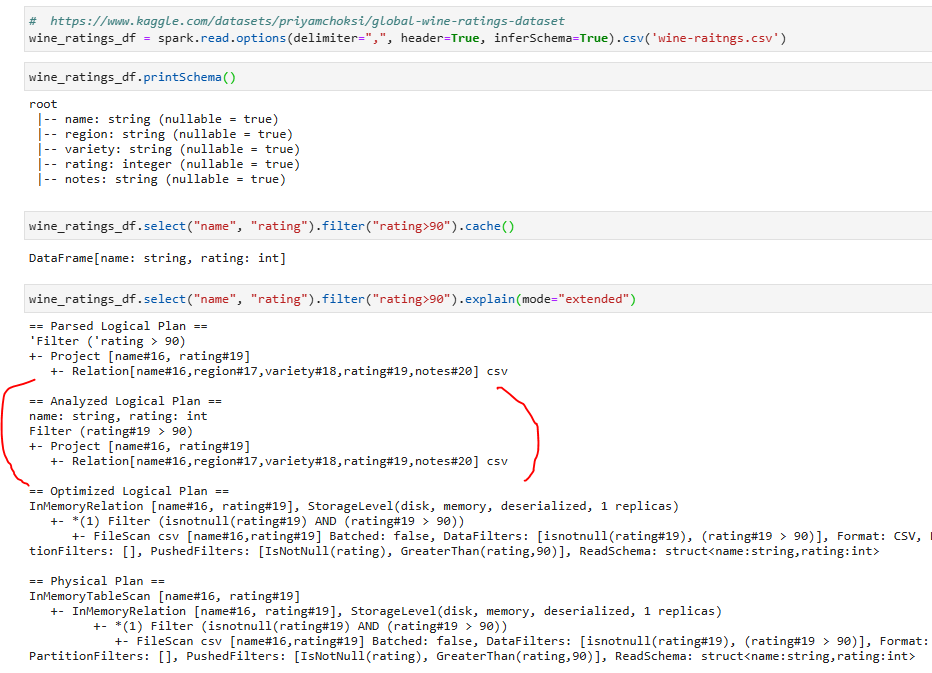 # https://www.kaggle.com/datasets/priyamchoksi/global-wine-ratings-dataset
wine_ratings_df = spark.read.options(delimiter=",", header=True, inferSchema=True).csv('wine-raitngs.csv')
wine_ratings_df.printSchema()
root
 |-- name: string (nullable = true)
 |-- region: string (nullable = true)
 |-- variety: string (nullable = true)
 |-- rating: integer (nullable = true)
 |-- notes: string (nullable = true)
wine_ratings_df.select("name", "rating").filter("rating>90").cache()
DataFrame[name: string, rating: int]
wine_ratings_df.select("name", "rating").filter("rating>90").explain(mode="extended")
== Parsed Logical Plan ==
'Filter ('rating > 90)
+- Project [name#16, rating#19]
   +- Relation[name#16,region#17,variety#18,rating#19,notes#20] csv
== Analyzed Logical Plan ==
name: string, rating: int
Filter (rating#19 > 90)
+- Project [name#16, rating#19]
   +- Relation[name#16,region#17,variety#18,rating#19,notes#20] csv
== Optimized Logical Plan ==
InMemoryRelation [name#16, rating#19], StorageLevel(disk, memory, deserialized, 1 replicas)
   +- *(1) Filter (isnotnull(rating#19) AND (rating#19 > 90))
      +- FileScan csv [name#16,rating#19] Batched: false, DataFilters: [isnotnull(rating#19), (rating#19 > 90)], Format: CSV,
tionFilters: [], PushedFilters: [IsNotNull(rating), GreaterThan(rating,90)], ReadSchema: struct<name:string,rating:int>
== Physical Plan ==
InMemoryTableScan [name#16, rating#19]
   +- InMemoryRelation [name#16, rating#19], StorageLevel(disk, memory, deserialized, 1 replicas)
         +- *(1) Filter (isnotnull(rating#19) AND (rating#19 > 90))
            +- FileScan csv [name#16,rating#19] Batched: false, DataFilters: [isnotnull(rating#19), (rating#19 > 90)], Format:
PartitionFilters: [], PushedFilters: [IsNotNull(rating), GreaterThan(rating,90)], ReadSchema: struct<name:string,rating:int>